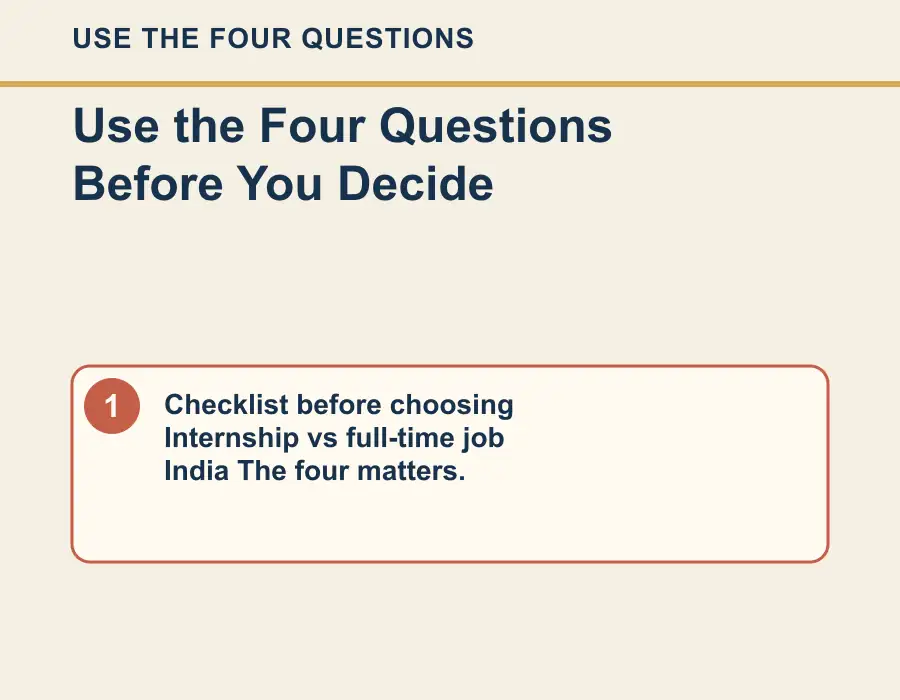 USE THE FOUR QUESTIONS
Use the Four Questions
Before You Decide
1
Checklist before choosing
Internship vs full-time job
India The four matters.